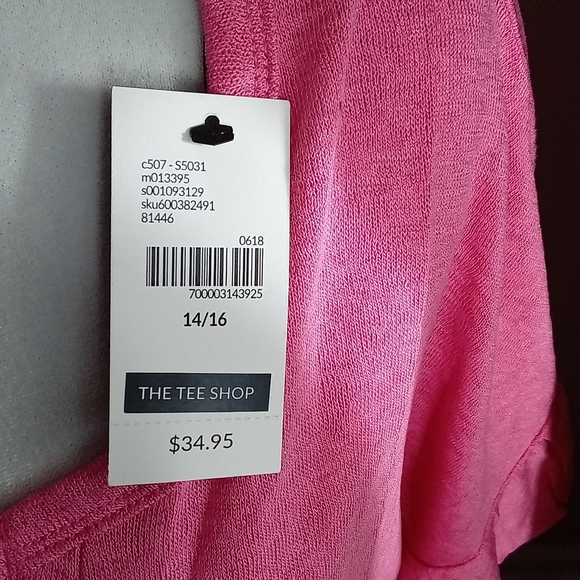 c507 - S5031
m013395
s001093129
sku600382491
81446
0618
700003143925
14/16
THE TEE SHOP
$34.95